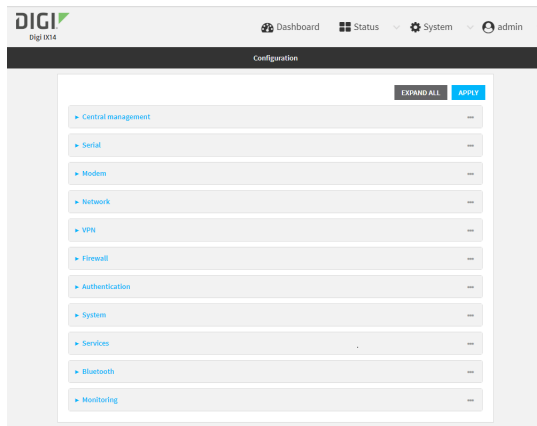 DIGI
Dashboard Status System admin
Digi IX14
Configuration
EXPAND ALL APPLY
Central management
Serial
Modem
Network
VPN
Firewall
Authentication
System
Services
Bluetooth
Monitoring